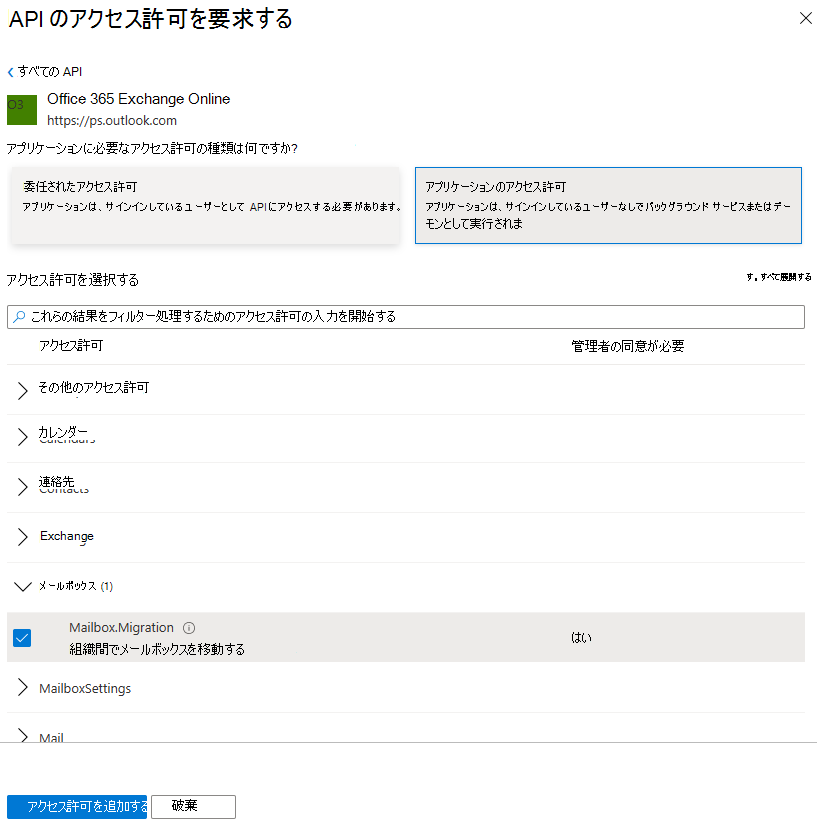 API のアクセス許可を要求する
すべての API
O3
Office 365 Exchange Online
https://ps.outlook.com
アプリケーションに必要なアクセス許可の種類は何ですか?
委任されたアクセス許可
アプリケーションは、サインインしているユーザーとして APIにアクセスする必要があります。
アプリケーションのアクセス許可
アプリケーションは、サインインしているユーザーなしでバックグラウンド サービスまたはデー
モンとして実行されま
アクセス許可を選択する
す。すべて展開する
これらの結果をフィルター処理するためのアクセス許可の入力を開始する
アクセス許可
管理者の同意が必要
その他のアクセス許可
カレンダー
Calendars
連絡先
Contacts
Exchange
メールボックス (1)
Mailbox.Migration
組織間でメールボックスを移動する
はい
MailboxSettings
Mail
アクセス許可を追加する
破棄